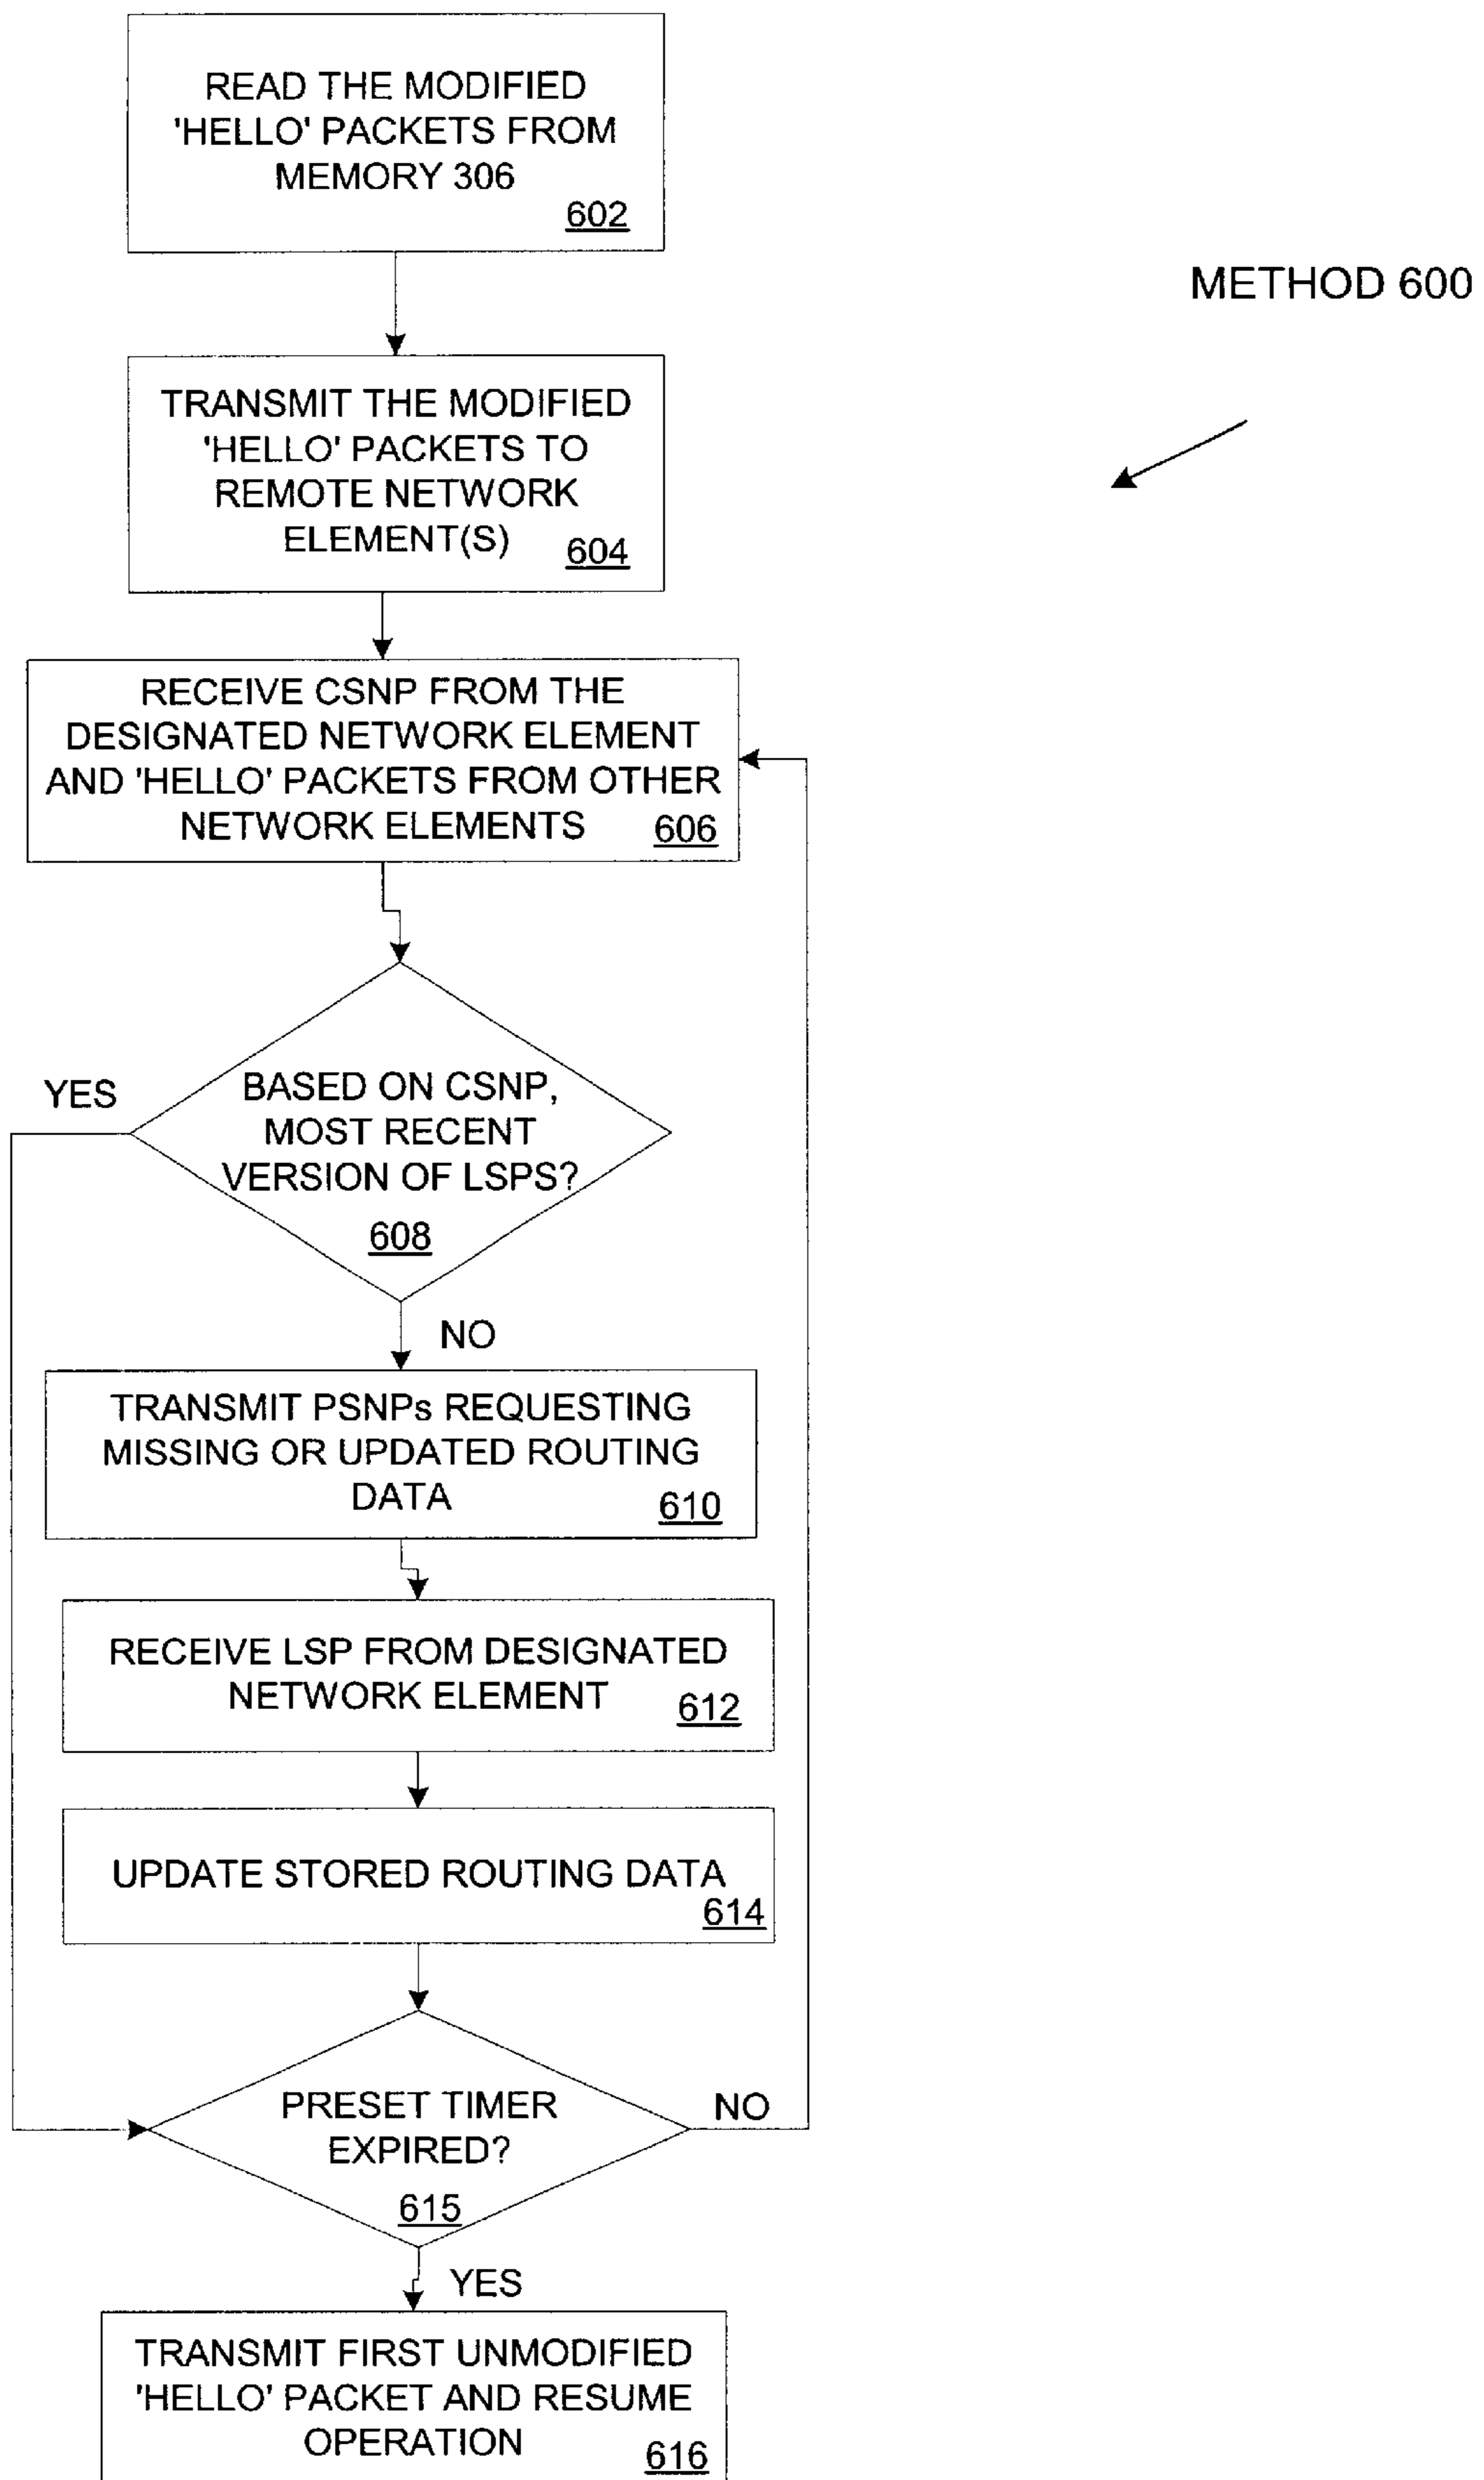 READ THE MODIFIED
'HELLO' PACKETS FROM
MEMORY 306
602
METHOD 600
TRANSMIT THE MODIFIED
'HELLO' PACKETS TO
REMOTE NETWORK
ELEMENT(S)
604
RECEIVE CSNP FROM THE
DESIGNATED NETWORK ELEMENT
AND 'HELLO' PACKETS FROM OTHER
NETWORK ELEMENTS
606
YES
BASED ON CSNP,
MOST RECENT
VERSION OF LSPS?
608
NO
TRANSMIT PSNPs REQUESTING
MISSING OR UPDATED ROUTING
DATA
610
RECEIVE LSP FROM DESIGNATED
NETWORK ELEMENT
612
UPDATE STORED ROUTING DATA
614
PRESET TIMER
EXPIRED?
615
NO
YES
TRANSMIT FIRST UNMODIFIED
'HELLO' PACKET AND RESUME
OPERATION
616